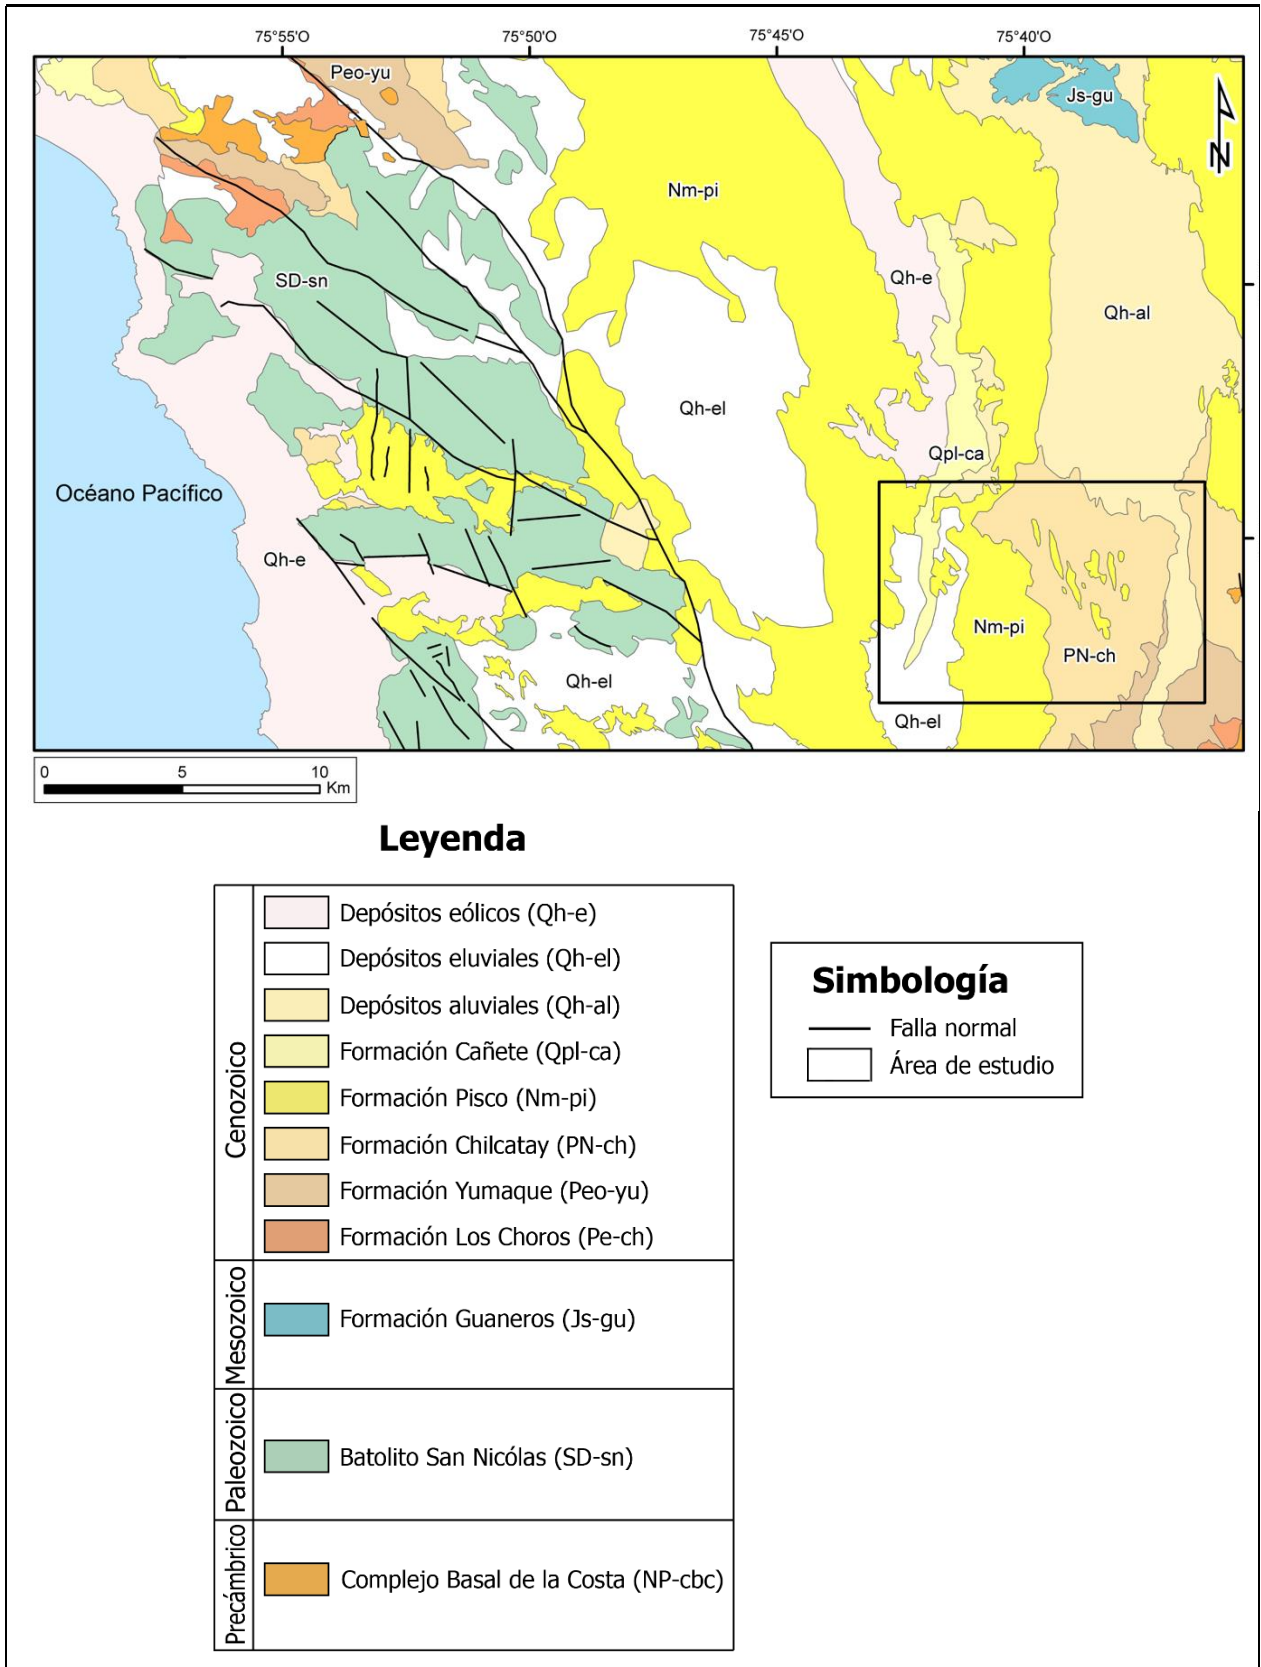 75°55'O 75°50'O 75°45'O 75°40'O
Peo-yu
Js-gu
N
Nm-pi
Qh-e
SD-sn
Qh-al
Qh-el
Qpl-ca
Océano Pacífico
Qh-e
Nm-pi
PN-ch
Qh-el
Qh-el
0 5 10
Km
Leyenda
Cenozoico
Depósitos eólicos (Qh-e)
Depósitos eluviales (Qh-el)
Depósitos aluviales (Qh-al)
Formación Cañete (Qpl-ca)
Formación Pisco (Nm-pi)
Formación Chilcatay (PN-ch)
Formación Yumaque (Peo-yu)
Formación Los Choros (Pe-ch)
Mesozoico
Formación Guaneros (Js-gu)
Paleozoico
Batolito San Nicólas (SD-sn)
Precámbrico
Complejo Basal de la Costa (NP-cbc)
Simbología
Falla normal
Área de estudio